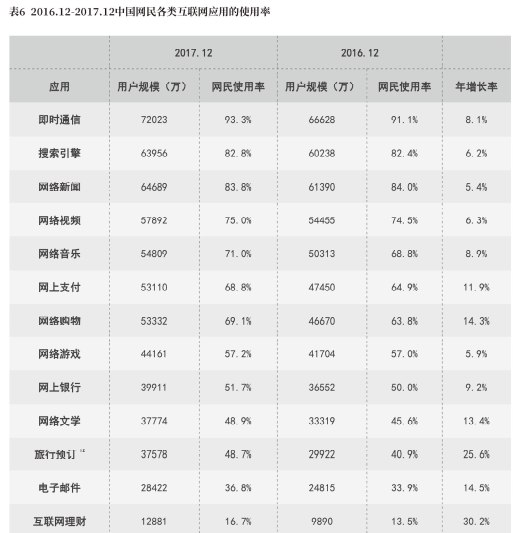 表6 2016.12-2017.12中国网民各类互联网应用的使用率
2017.12 2016.12
应用 用户规模（万） 网民使用率 用户规模（万） 网民使用率 年增长率
即时通信 72023 93.3% 66628 91.1% 8.1%
搜索引擎 63956 82.8% 60238 82.4% 6.2%
网络新闻 64689 83.8% 61390 84.0% 5.4%
网络视频 57892 75.0% 54455 74.5% 6.3%
网络音乐 54809 71.0% 50313 68.8% 8.9%
网上支付 53110 68.8% 47450 64.9% 11.9%
网络购物 53332 69.1% 46670 63.8% 14.3%
网络游戏 44161 57.2% 41704 57.0% 5.9%
网上银行 39911 51.7% 36552 50.0% 9.2%
网络文学 37774 48.9% 33319 45.6% 13.4%
旅行预订 37578 48.7% 29922 40.9% 25.6%
电子邮件 28422 36.8% 24815 33.9% 14.5%
互联网理财 12881 16.7% 9890 13.5% 30.2%